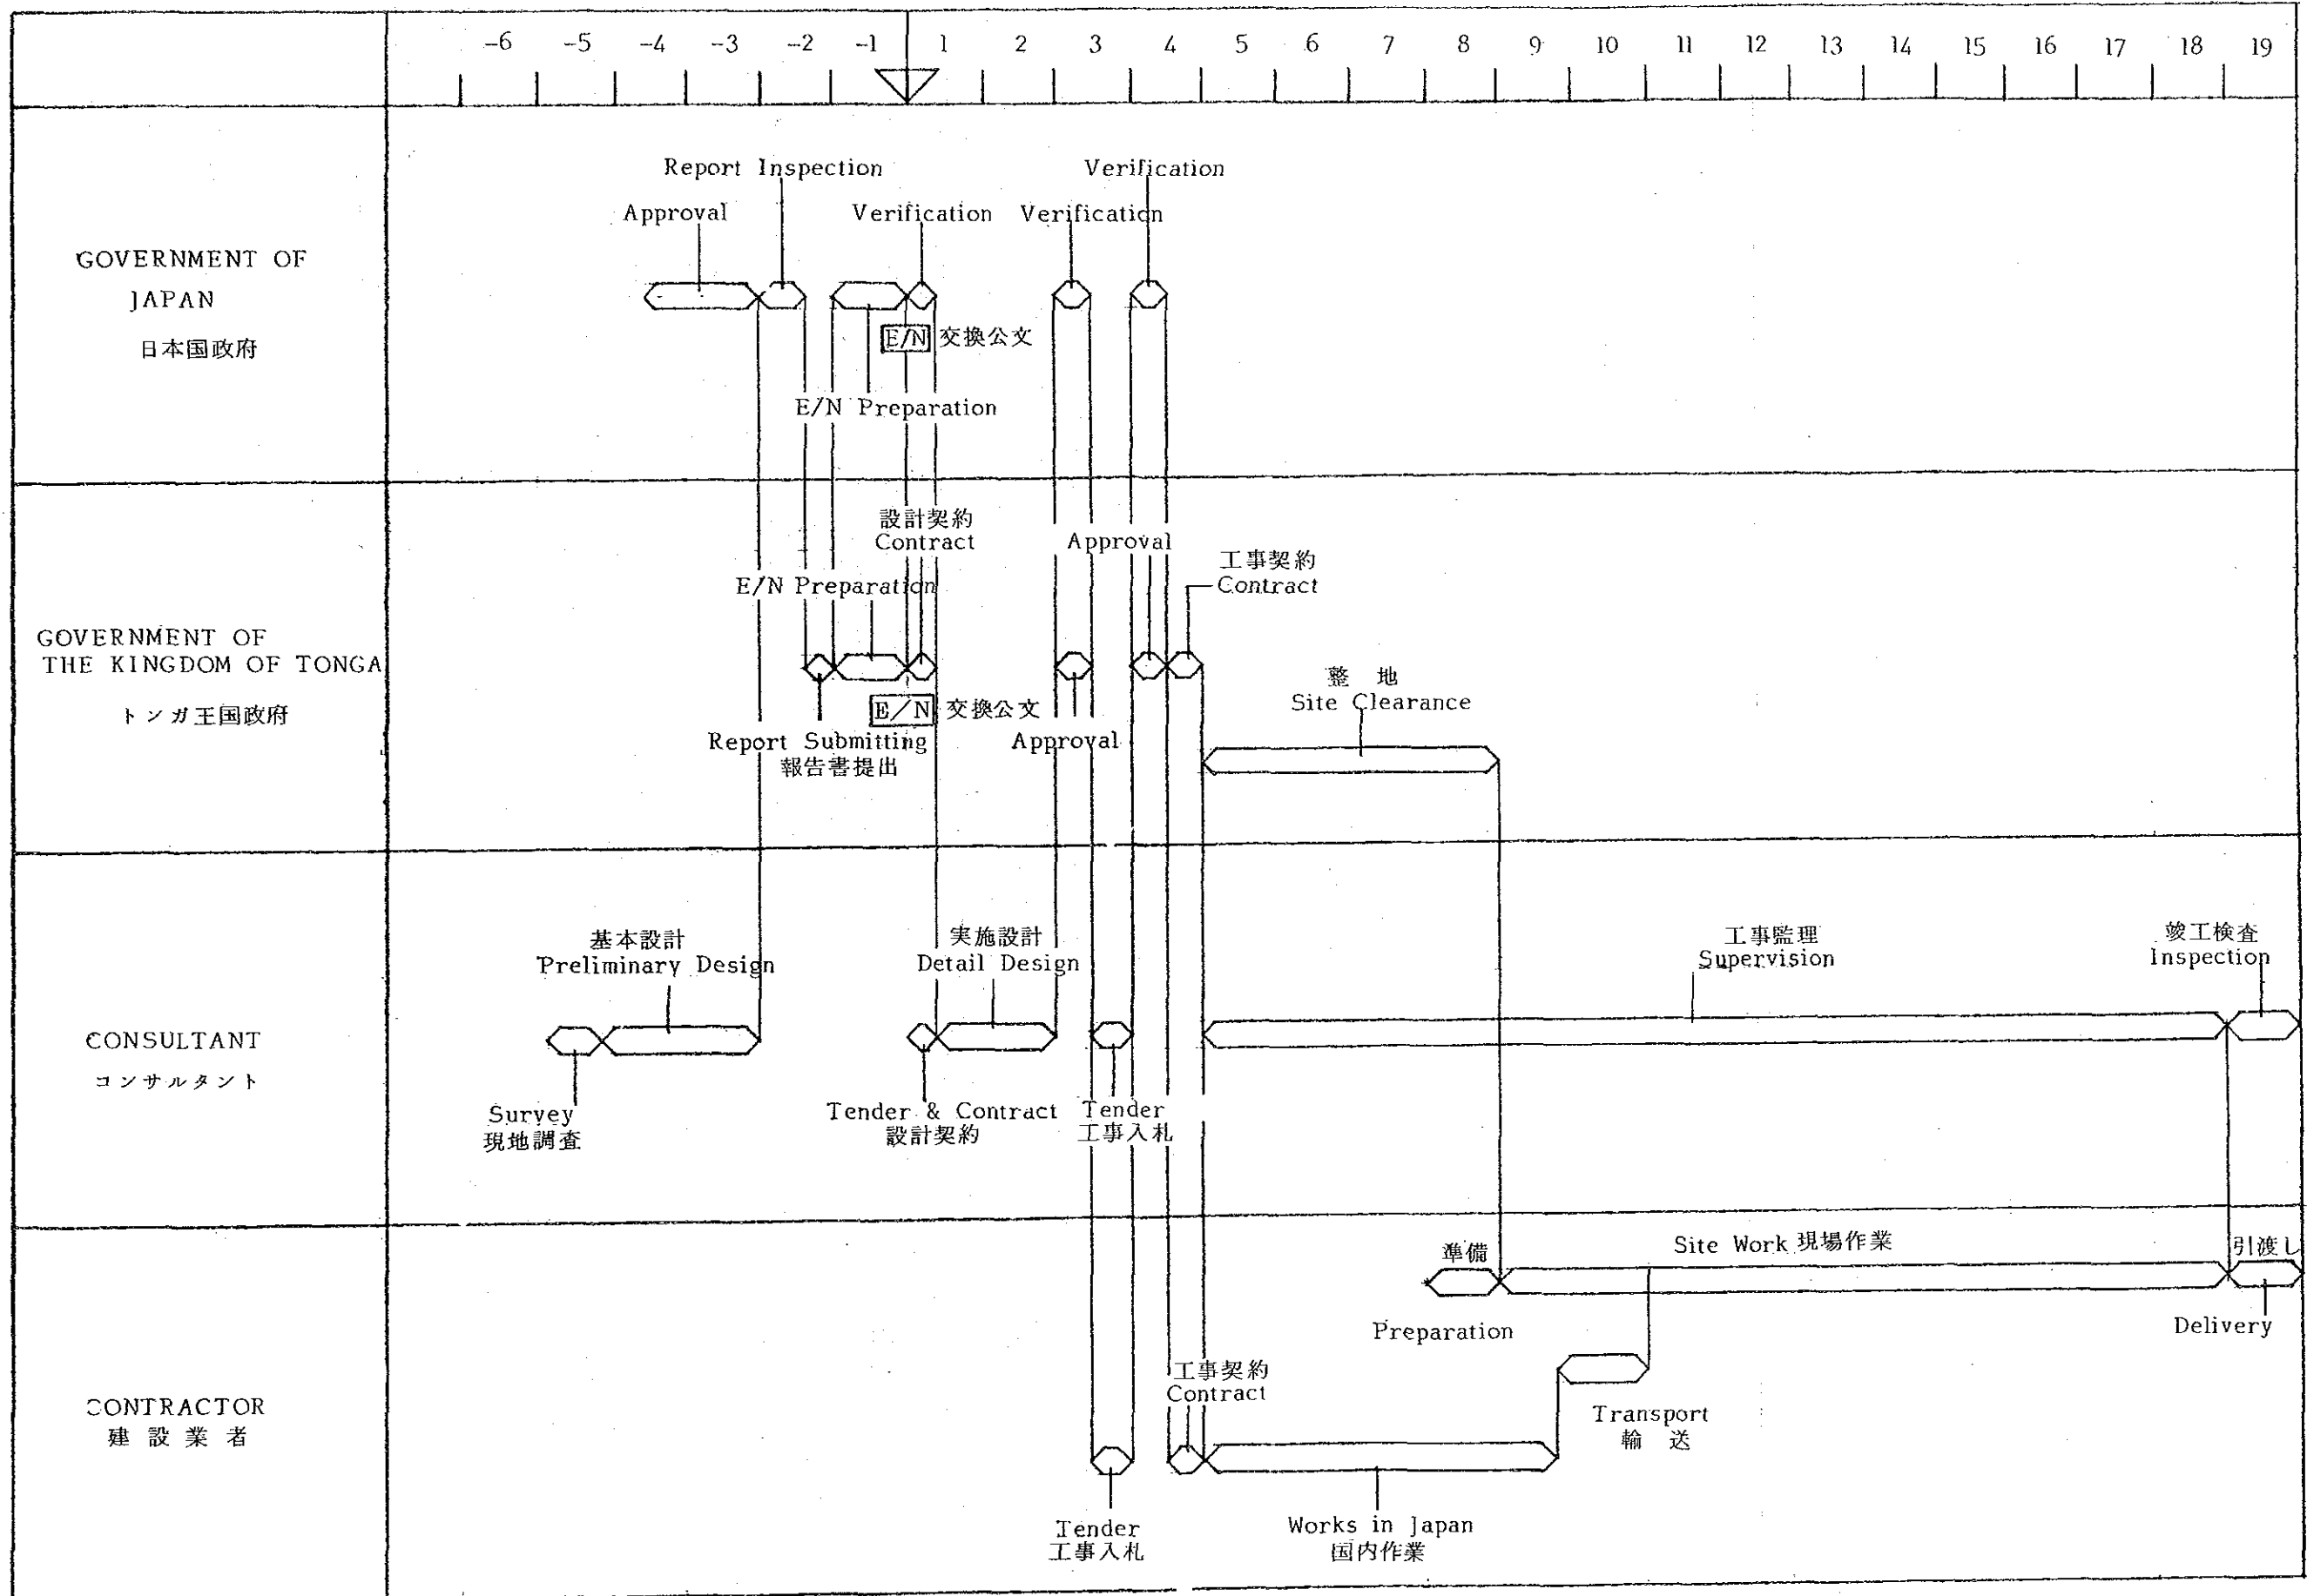 -6 -5 -4 -3 -2 -1 1 2 3 4 5 6 7 8 9 10 11 12 13 14 15 16 17 18 19
GOVERNMENT OF
JAPAN
日本国政府
Report Inspection
Verification
Approval
Verification
Verification
E/N 交換公文
E/N Preparation
GOVERNMENT OF
THE KINGDOM OF TONGA
トンガ王国政府
設計契約
Contract
Approval
工事契約
Contract
E/N Preparation
整 地
Site Clearance
E/N 交換公文
Report Submitting
報告書提出
Approval
CONSULTANT
コンサルタント
基本設計
Preliminary Design
実施設計
Detail Design
工事監理
Supervision
竣工検査
Inspection
Survey
現地調査
Tender & Contract
設計契約
Tender
工事入札
CONTRACTOR
建設業者
準備
Site Work 現場作業
引渡し
Preparation
Delivery
工事契約
Contract
Transport
輸 送
Tender
工事入札
Works in Japan
国内作業